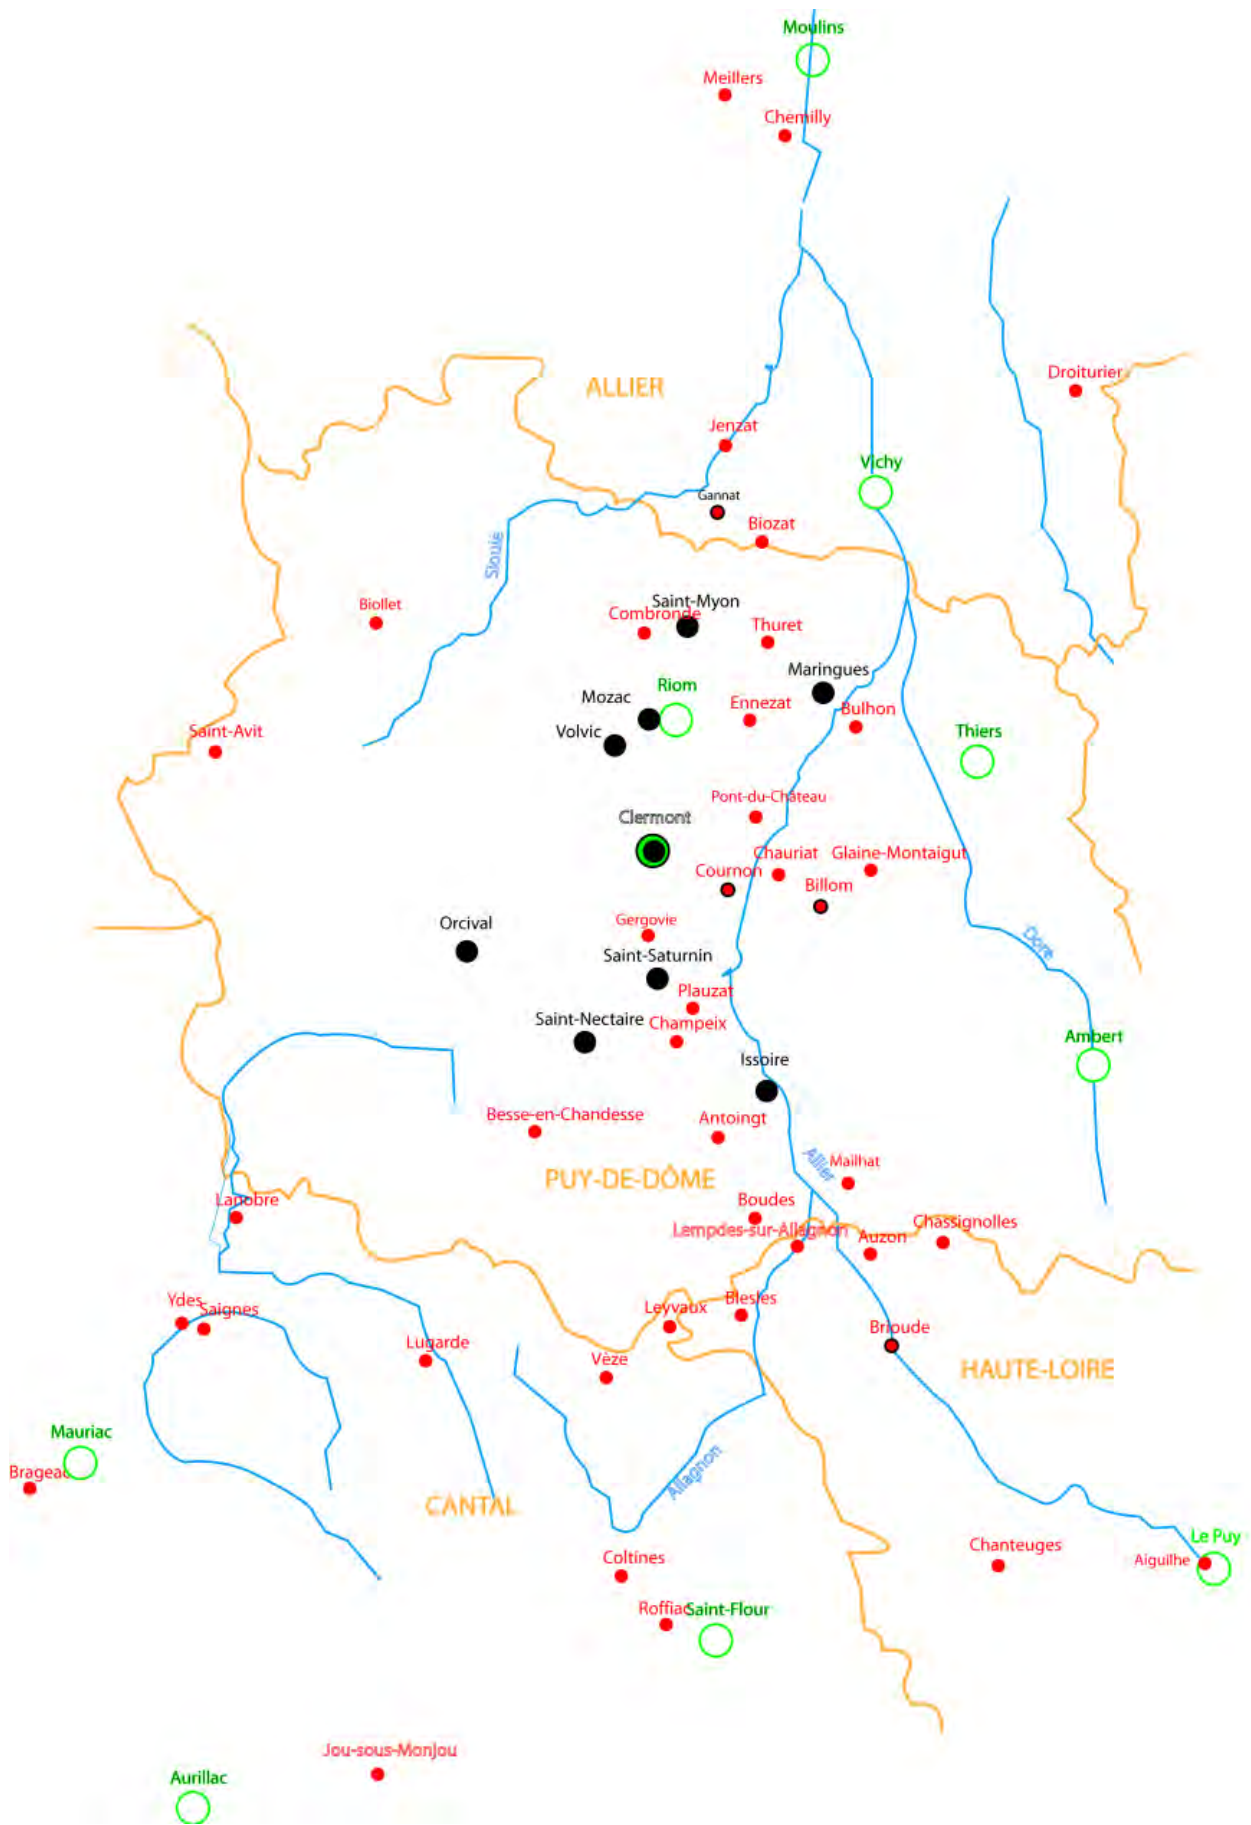 Moulins
Meillers
Chemilly
Droiturier
ALLIER
Jenzat
Vichy
Gannat
Biozat
Sioule
Biollet
Saint-Myon
Combronde
Thuret
Maringues
Riom
Mozac
Ennezat
Bulhon
Saint-Avit
Volvic
Thiers
Pont-du-Château
Clermont
Chauriat
Glaine-Montaigut
Cournon
Billom
Orcival
Gergovie
Saint-Saturnin
Dore
Plauzat
Saint-Nectaire
Champeix
Ambert
Issoire
Besse-en-Chandesse
Antoingt
Allier
Mailhat
PUY-DE-DÔME
Lanobre
Boudes
Chassignolles
Lempdes-sur-Allagnon
Auzon
Ydes
Saignes
Leyvaux
Blesles
Brioude
Lugarde
Vèze
HAUTE-LOIRE
Mauriac
Brageac
Allagnon
CANTAL
Le Puy
Chanteuges
Aiguilhe
Coltines
Roffiac
Saint-Flour
Jou-sous-Monjou
Aurillac